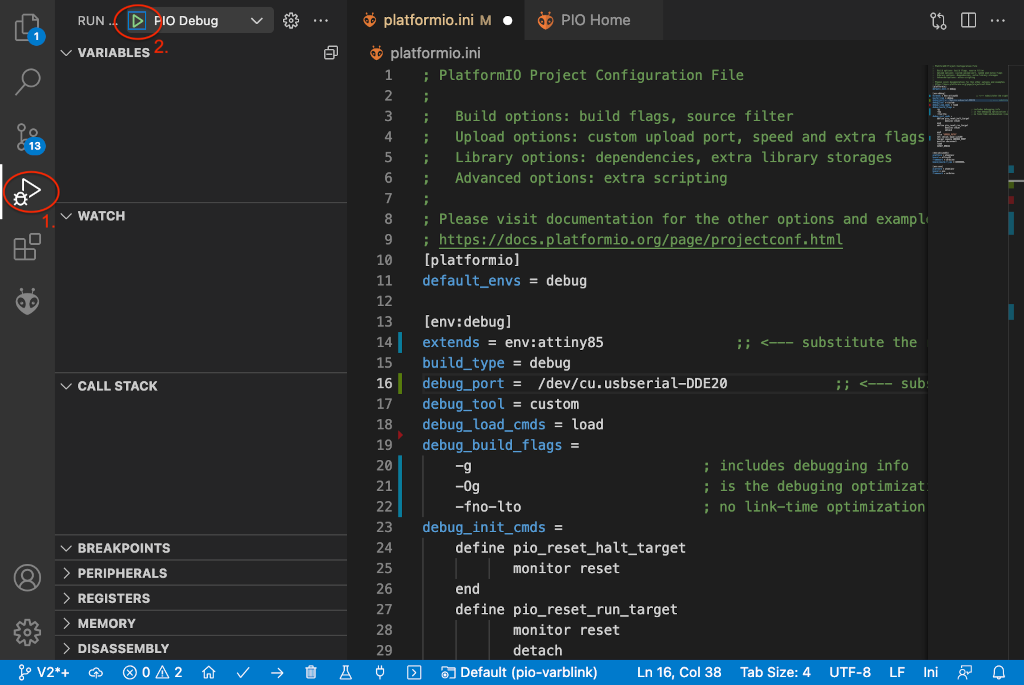 RUN ...
PIO Debug
2.
platformio.ini M
PIO Home
1
VARIABLES
platformio.ini
13
1.
WATCH
CALL STACK
BREAKPOINTS
PERIPHERALS
REGISTERS
MEMORY
DISASSEMBLY
1 ; PlatformIO Project Configuration File
2 ;
3 ;   Build options: build flags, source filter
4 ;   Upload options: custom upload port, speed and extra flags
5 ;   Library options: dependencies, extra library storages
6 ;   Advanced options: extra scripting
7 ;
8 ; Please visit documentation for the other options and example
9 ; https://docs.platformio.org/page/projectconf.html
10 [platformio]
11 default_envs = debug
12
13 [env:debug]
14 extends = env:attiny85 ;; <--- substitute the
15 build_type = debug
16 debug_port =  /dev/cu.usbserial-DDE20 ;; <--- subs
17 debug_tool = custom
18 debug_load_cmds = load
19 debug_build_flags =
20 -g ; includes debugging info
21 -Og ; is the debuging optimizati
22 -fno-lto ; no link-time optimization
23 debug_init_cmds =
24 define pio_reset_halt_target
25 monitor reset
26 end
27 define pio_reset_run_target
28 monitor reset
29 detach
V2*+ 0 2 Default (pio-varblink) Ln 16, Col 38 Tab Size: 4 UTF-8 LF Ini